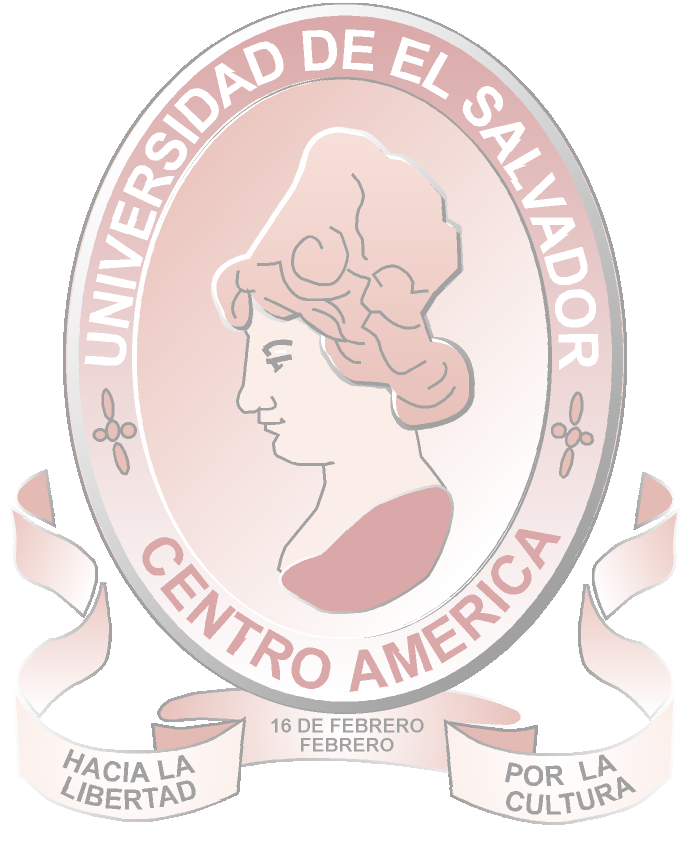 UNIVERSIDAD DE EL SALVADOR
CENTRO AMERICA
16 DE FEBRERO
FEBRERO
HACIA LA
LIBERTAD
POR LA
CULTURA